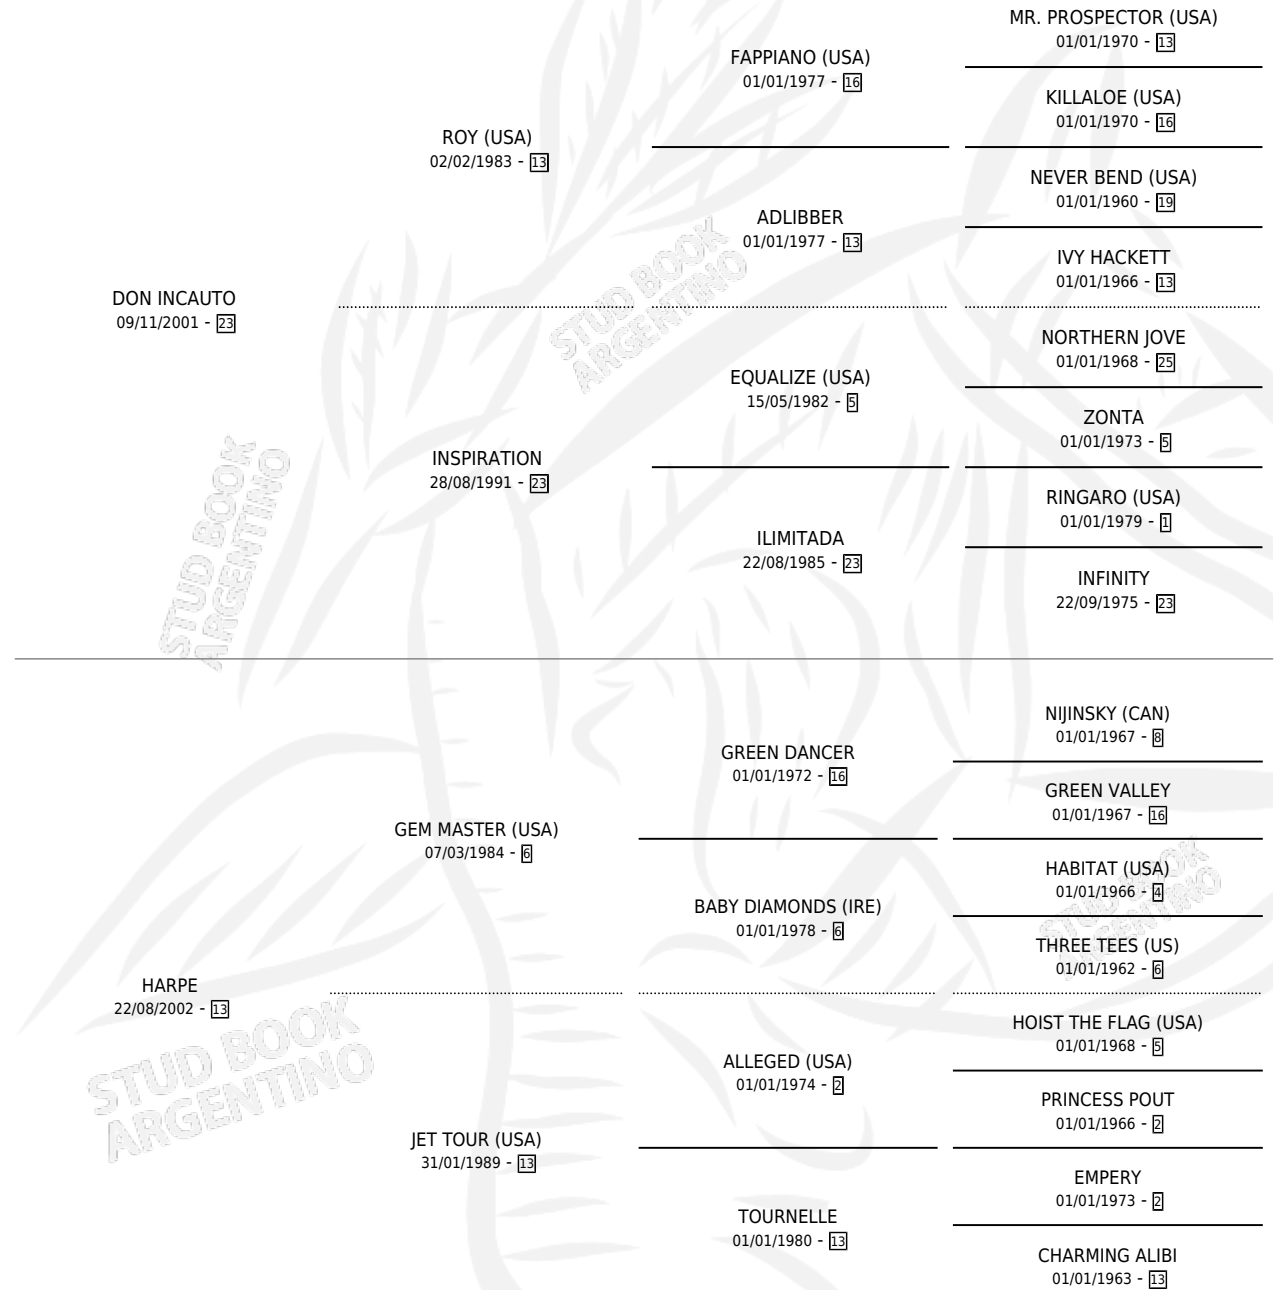 MR. PROSPECTOR (USA)
01/01/1970 - 13
FAPPIANO (USA)
01/01/1977 - 16
KILLALOE (USA)
01/01/1970 - 16
ROY (USA)
02/02/1983 - 13
NEVER BEND (USA)
01/01/1960 - 19
ADLIBBER
01/01/1977 - 13
IVY HACKETT
01/01/1966 - 13
DON INCAUTO
09/11/2001 - 23
NORTHERN JOVE
01/01/1968 - 25
EQUALIZE (USA)
15/05/1982 - 5
ZONTA
01/01/1973 - 5
INSPIRATION
28/08/1991 - 23
RINGARO (USA)
01/01/1979 - 1
ILIMITADA
22/08/1985 - 23
INFINITY
22/09/1975 - 23
STUD BOOK
ARGENTINO
STUD BOOK
ARGENTINO
NIJINSKY (CAN)
01/01/1967 - 8
GREEN DANCER
01/01/1972 - 16
GREEN VALLEY
01/01/1967 - 16
GEM MASTER (USA)
07/03/1984 - 6
HABITAT (USA)
01/01/1966 - 4
BABY DIAMONDS (IRE)
01/01/1978 - 6
THREE TEES (US)
01/01/1962 - 6
STUD BOOK
ARGENTINO
HARPE
22/08/2002 - 13
HOIST THE FLAG (USA)
01/01/1968 - 5
ALLEGED (USA)
01/01/1974 - 2
PRINCESS POUT
01/01/1966 - 2
JET TOUR (USA)
31/01/1989 - 13
EMPERY
01/01/1973 - 2
TOURNELLE
01/01/1980 - 13
CHARMING ALIBI
01/01/1963 - 13
STUD BOOK
ARGENTINO